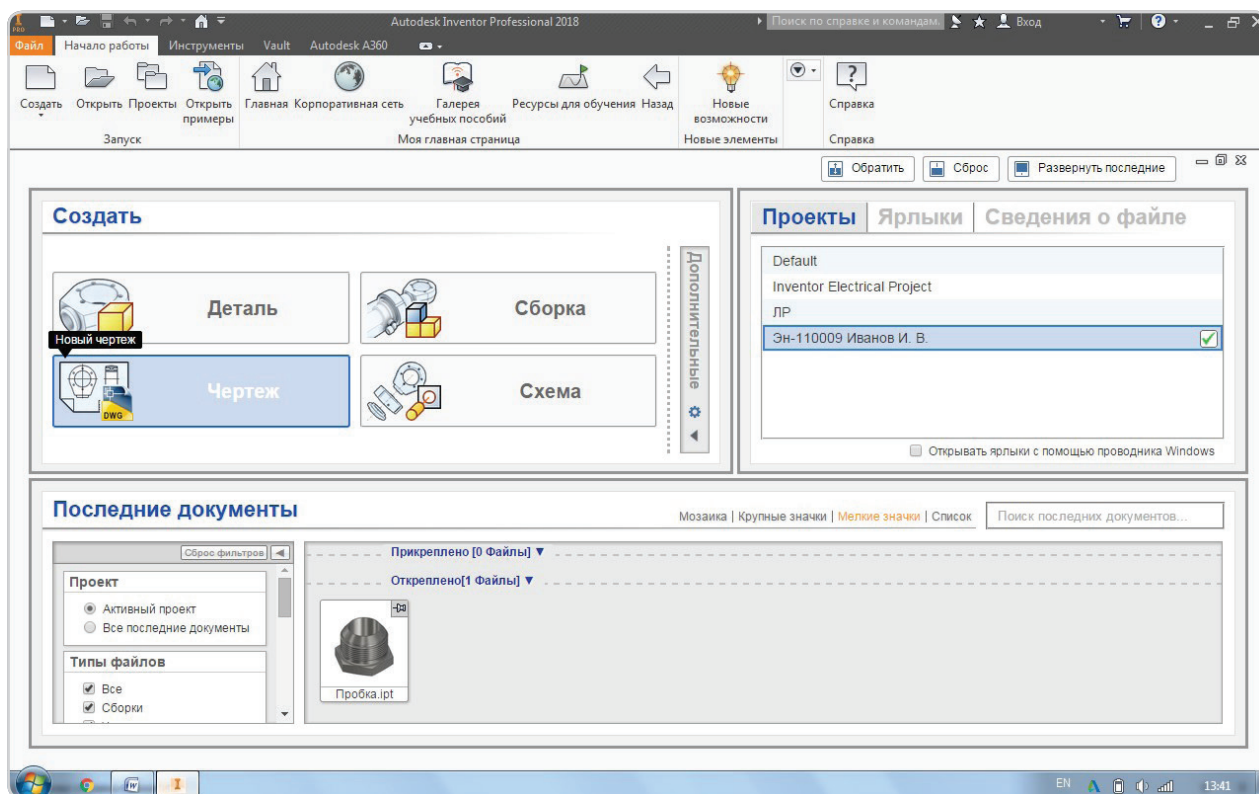 PRO
Autodesk Inventor Professional 2018
Поиск по справке и командам.
Вход
Файл Начало работы Инструменты Vault Autodesk A360
Создать Открыть Проекты Открыть примеры
Главная Корпоративная сеть Галерея учебных пособий Ресурсы для обучения Назад
Новые возможности
Справка
Запуск Моя главная страница Новые элементы Справка
Обратить Сброс Развернуть последние
Создать
Деталь
Сборка
Новый чертеж
DWG
Чертеж
Схема
Дополнительные
Проекты Ярлыки Сведения о файле
Default
Inventor Electrical Project
ЛР
Эн-110009 Иванов И. В.
Открывать ярлыки с помощью проводника Windows
Последние документы
Мозаика | Крупные значки | Мелкие значки | Список
Поиск последних документов...
Сброс фильтров
Проект
Активный проект
Все последние документы
Типы файлов
Все
Сборки
Прикреплено [0 Файлы]
Откреплено[1 Файлы]
Пробка.ipt
EN
13:41